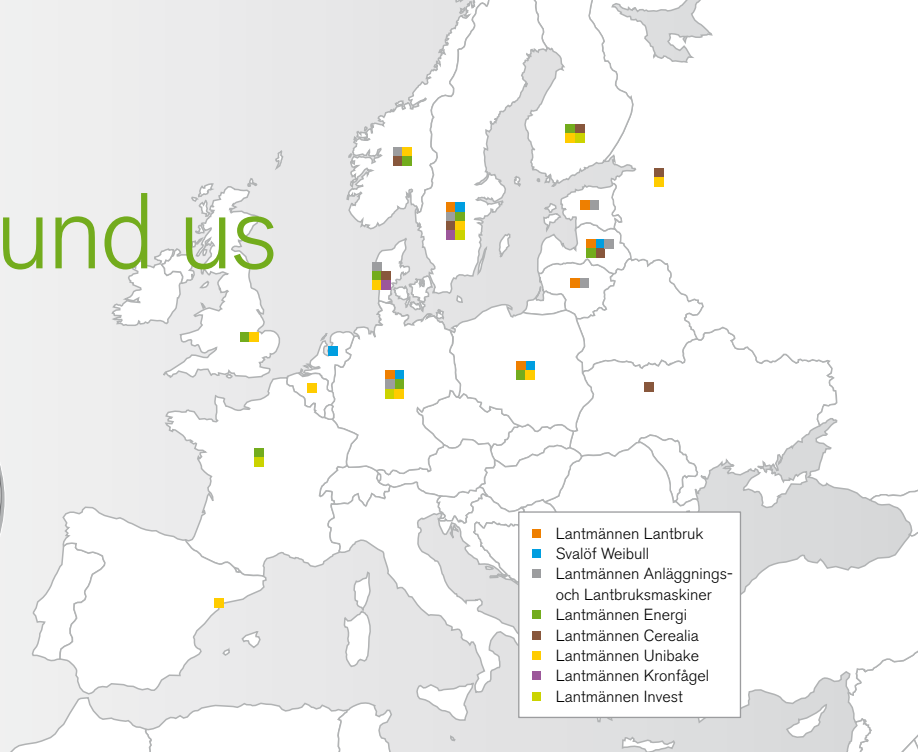 und us
Lantmännen Lantbruk
Svalöf Weibull
Lantmännen Anläggnings-
och Lantbruksmaskiner
Lantmännen Energi
Lantmännen Cerealia
Lantmännen Unibake
Lantmännen Kronfågel
Lantmännen Invest